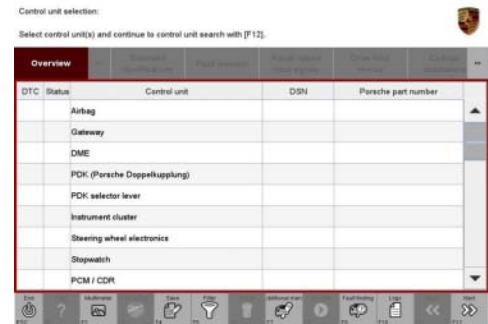 Control unit selection:
Select control unit(s) and continue to control unit search with [F12].
Overview
DTC Status Control unit DSN Porsche part number
Airbag
Gateway
DME
PDK (Porsche Doppelkupplung)
PDK selector lever
Instrument cluster
Steering wheel electronics
Stopwatch
PCM / CDR
Multimeter Save Filter Fault finding Logs